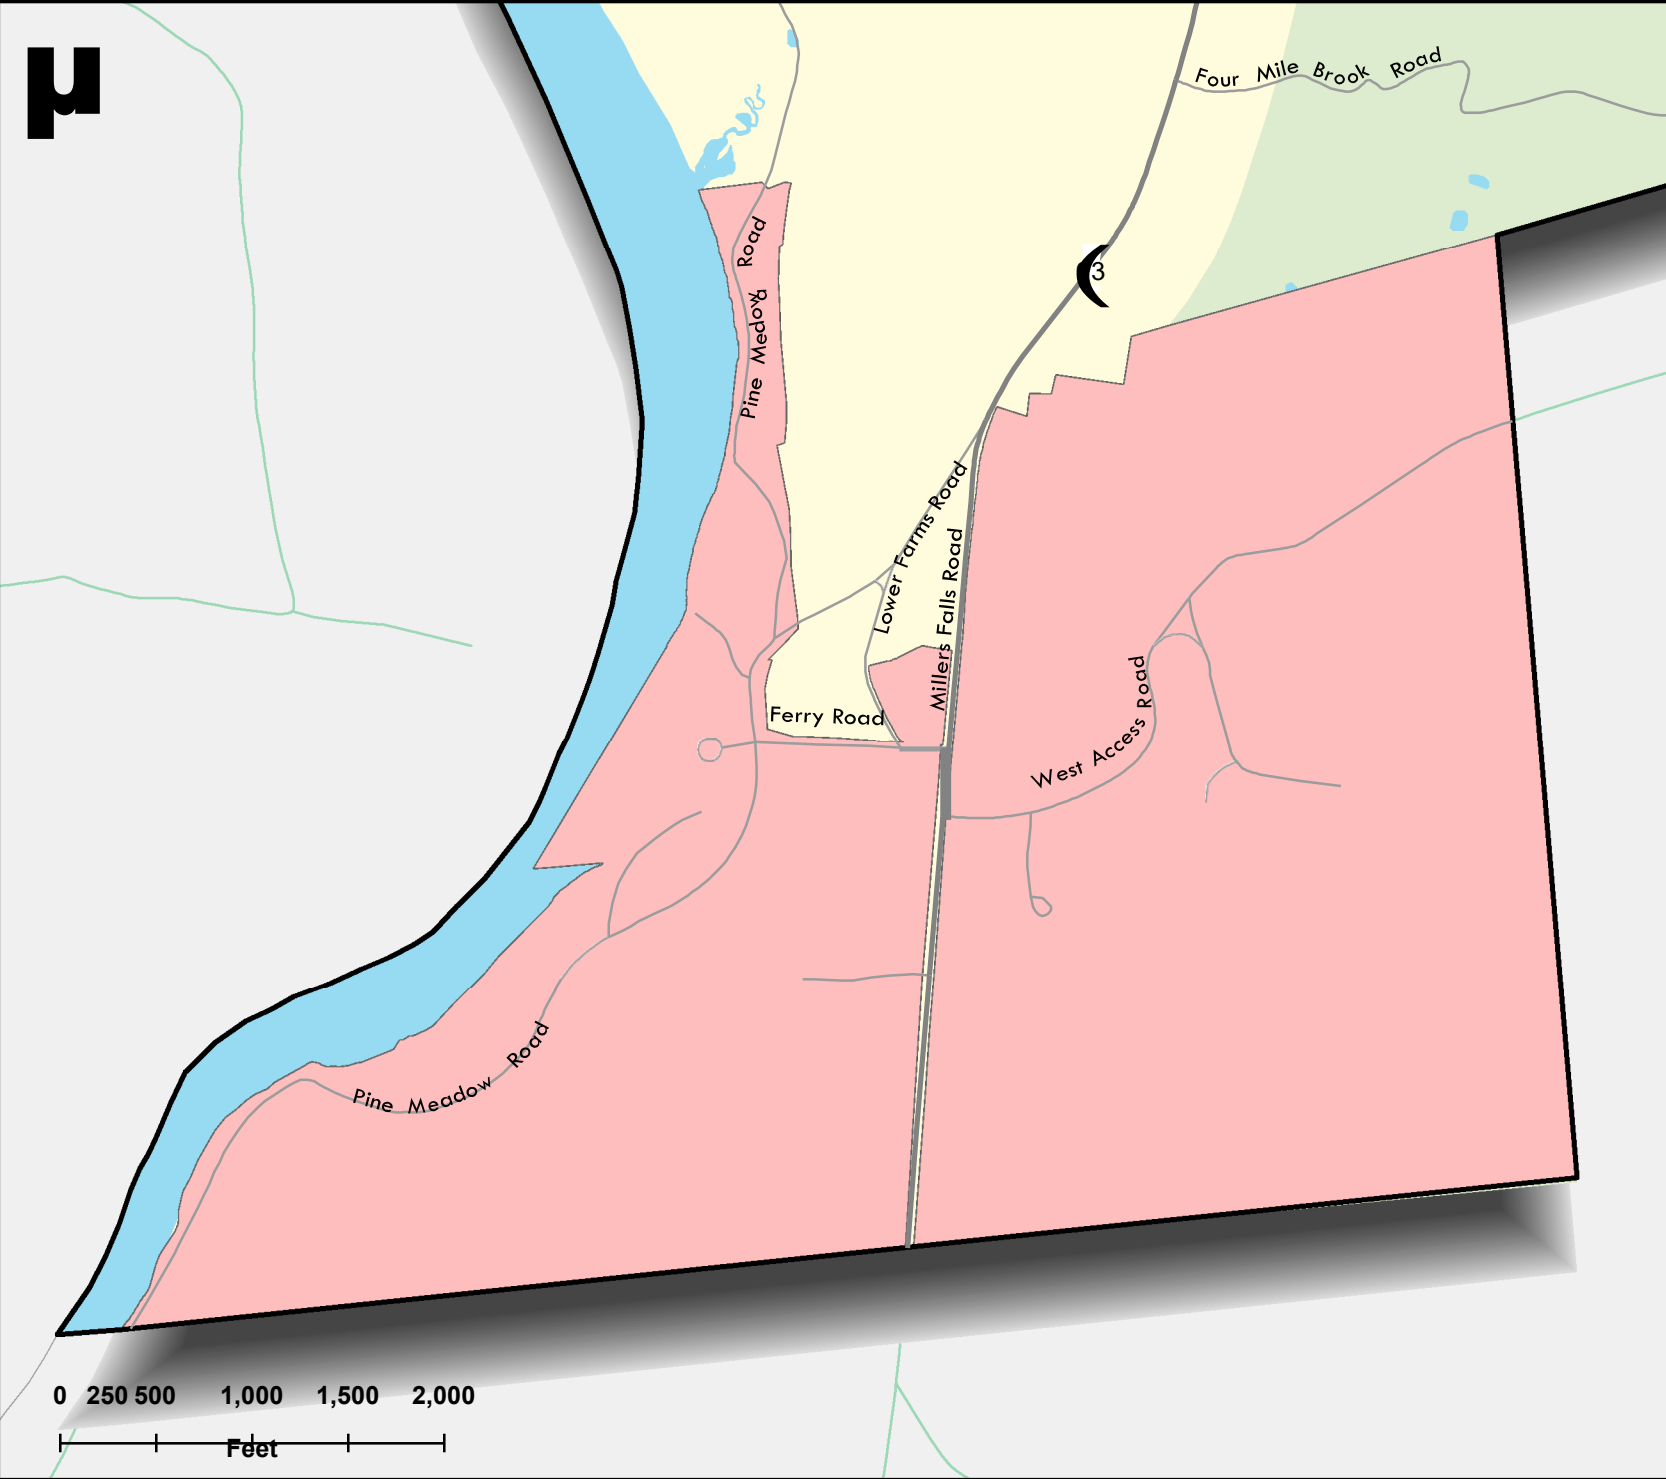 µ
Four Mile Brook Road
3
Pine Medowa Road
Lower Farms Road
Millers Falls Road
Ferry Road
West Access Road
Pine Meadow Road
0 250 500 1,000 1,500 2,000
Feet